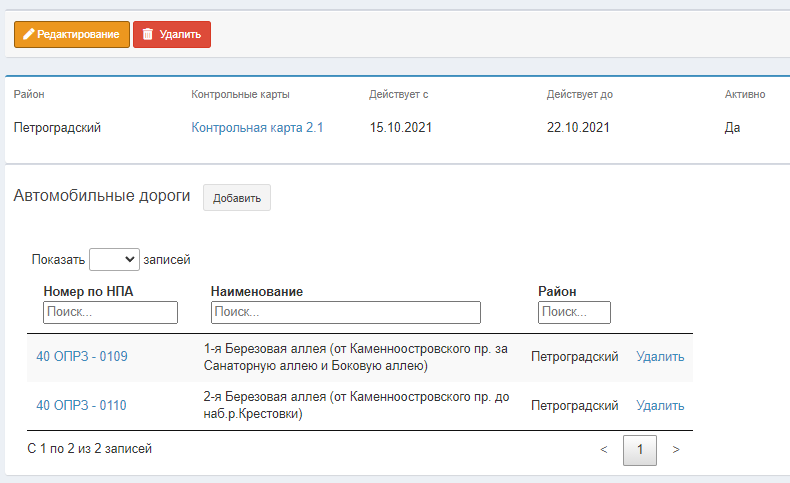 Редактирование Удалить
Район Контрольные карты Действует с Действует до Активно
Петроградский Контрольная карта 2.1 15.10.2021 22.10.2021 Да
Автомобильные дороги Добавить
Показать записей
Номер по НПА Наименование Район
Поиск... Поиск... Поиск...
40 ОПРЗ - 0109 1-я Березовая аллея (от Каменноостровского пр. за Санаторную аллею и Боковую аллею) Петроградский Удалить
40 ОПРЗ - 0110 2-я Березовая аллея (от Каменноостровского пр. до наб.р.Крестовки) Петроградский Удалить
С 1 по 2 из 2 записей < 1 >